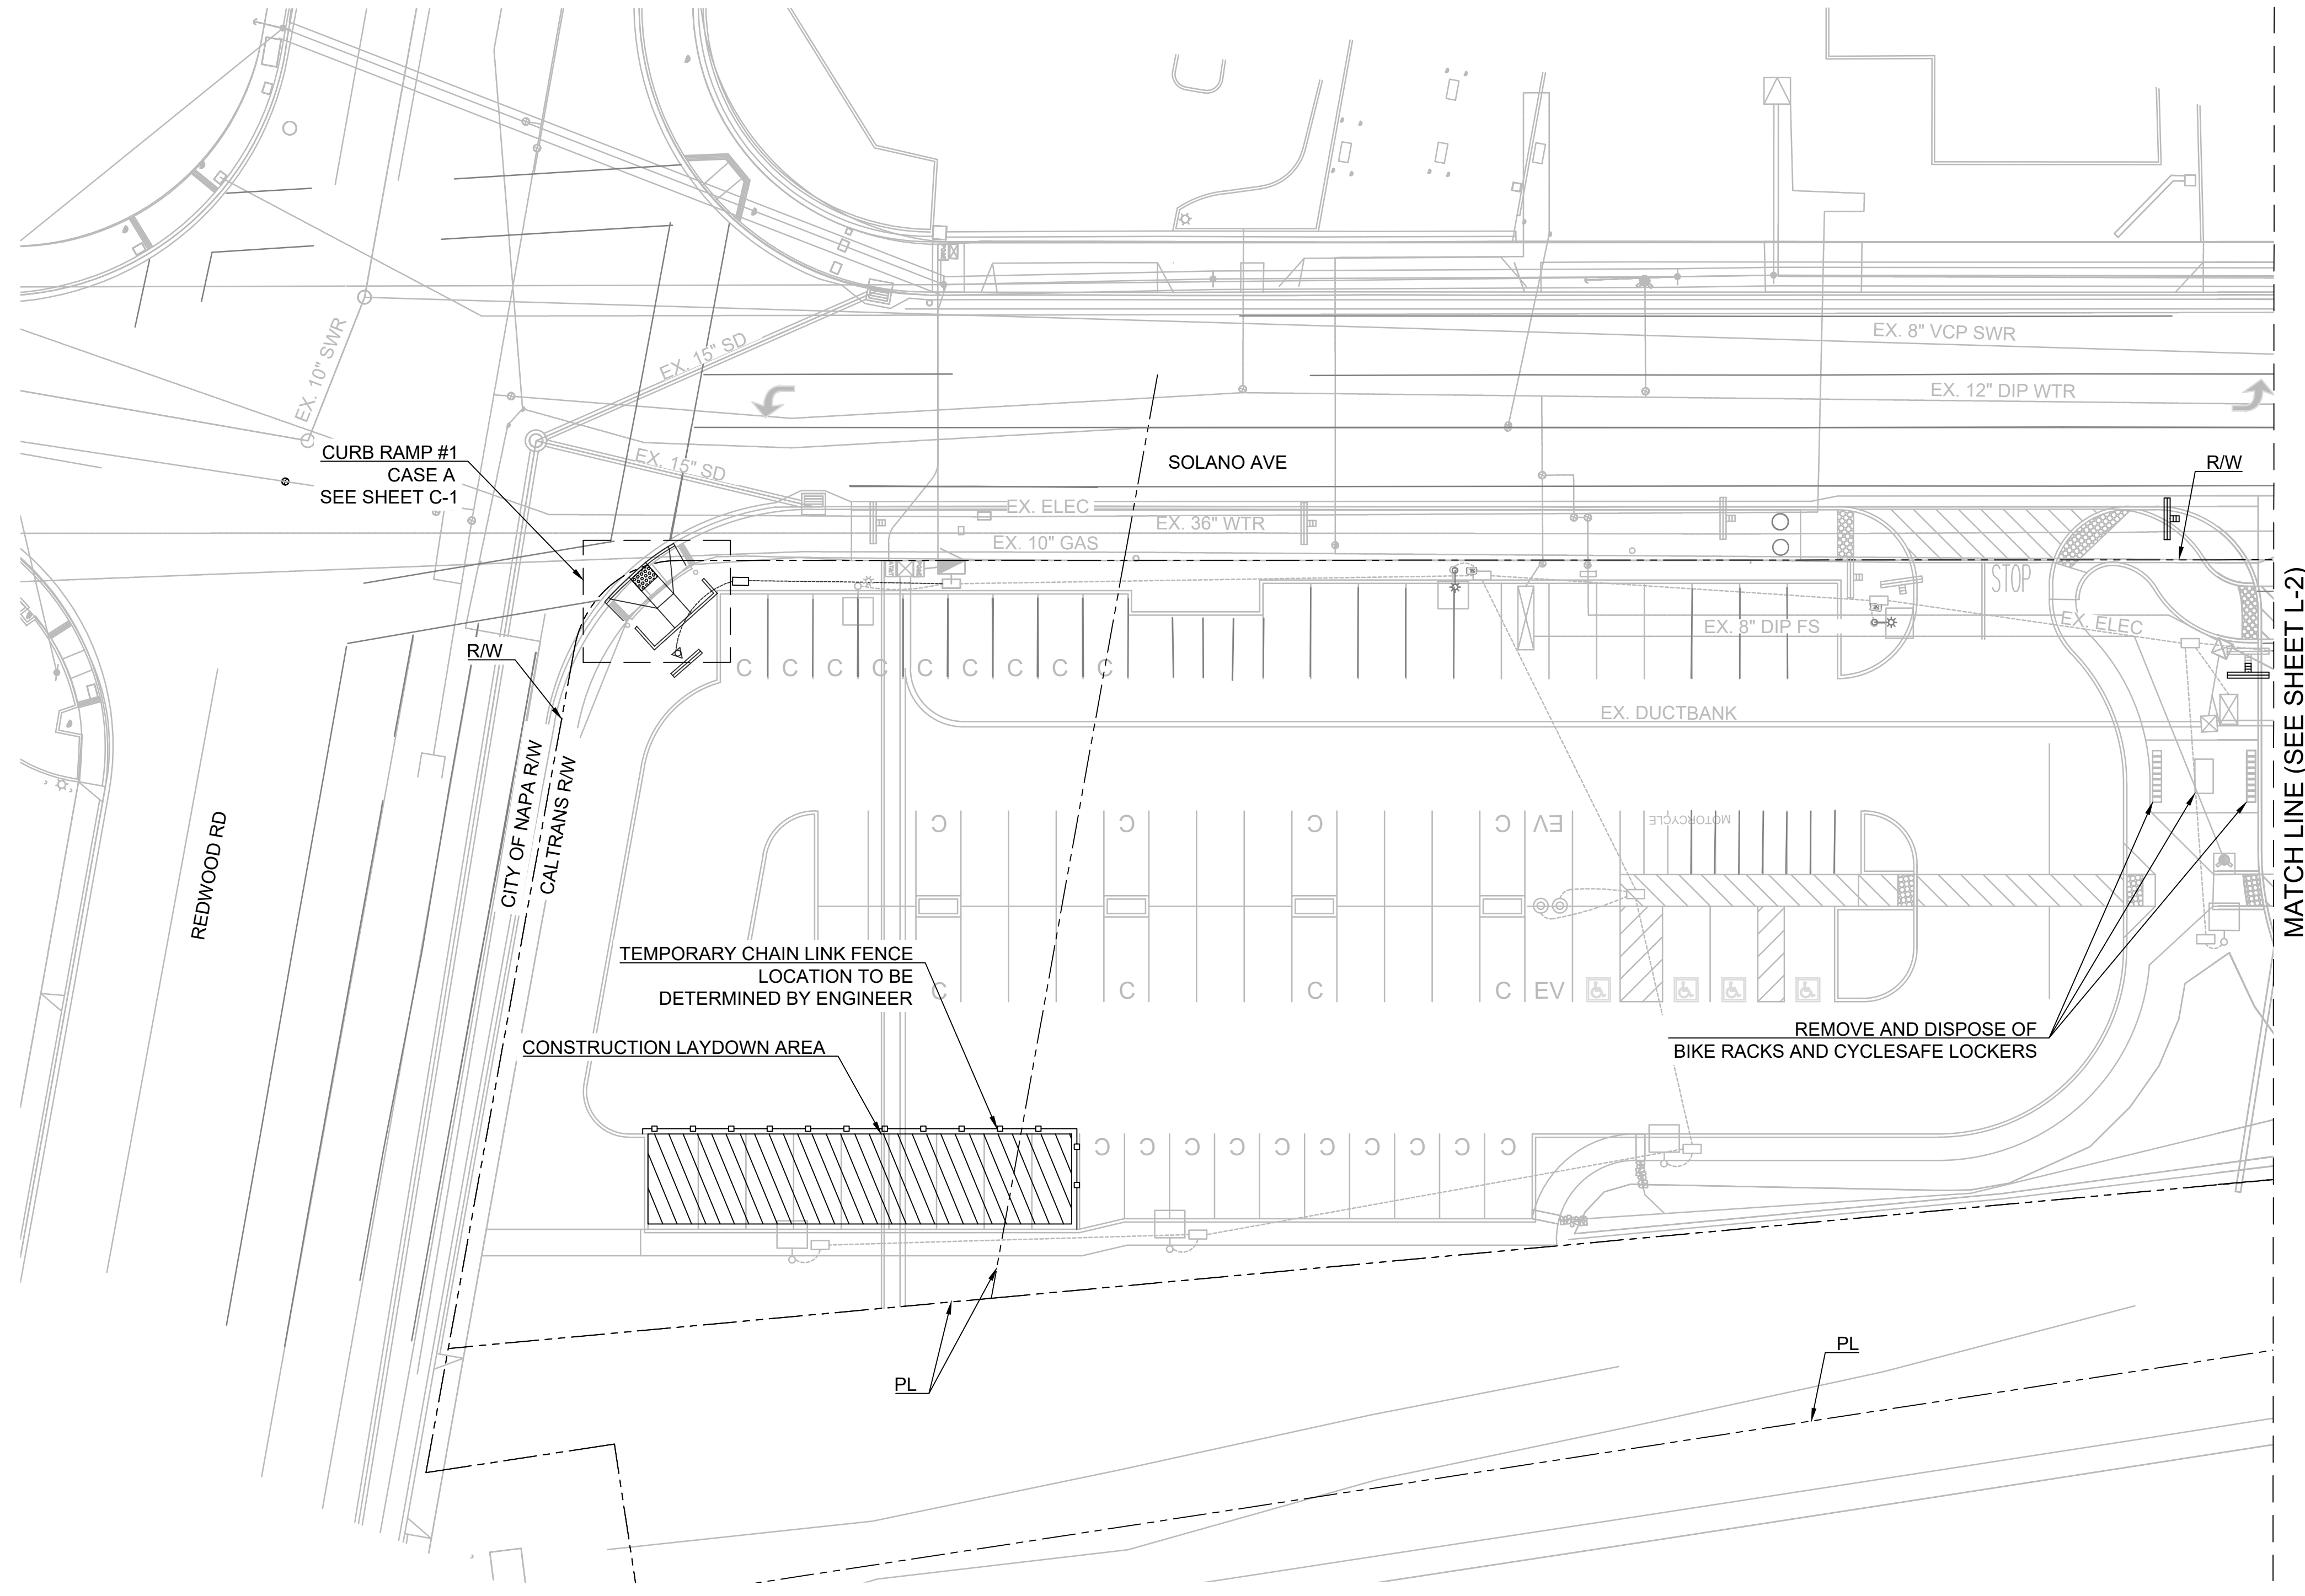 EX. 8" VCP SWR
EX. 10" SWR
EX. 15" SD
EX. 12" DIP WTR
CURB RAMP #1
CASE A
SEE SHEET C-1
EX. 15" SD
SOLANO AVE
R/W
EX. ELEC
EX. 36" WTR
EX. 10" GAS
STOP
EX. 8" DIP FS
EX. ELEC
R/W
C C C C C C C C C
EX. DUCTBANK
MATCH LINE (SEE SHEET L-2)
CITY OF NAPA R/W
CALTRANS R/W
REDWOOD RD
C C C C EV
MOTORCYCLE
TEMPORARY CHAIN LINK FENCE
LOCATION TO BE
DETERMINED BY ENGINEER
C C C C EV
REMOVE AND DISPOSE OF
BIKE RACKS AND CYCLESAFE LOCKERS
CONSTRUCTION LAYDOWN AREA
C C C C C C C C C C
PL
PL